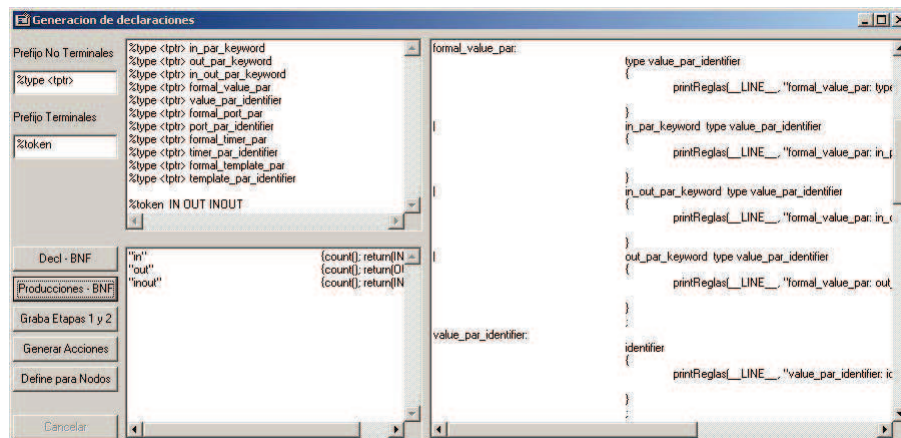 Generacion de declaraciones
Prefijo No Terminales
%type <tptr>
Prefijo Terminales
%token
%type <tptr> in_par_keyword
%type <tptr> out_par_keyword
%type <tptr> in_out_par_keyword
%type <tptr> formal_value_par
%type <tptr> value_par_identifier
%type <tptr> formal_port_par
%type <tptr> port_par_identifier
%type <tptr> formal_timer_par
%type <tptr> timer_par_identifier
%type <tptr> formal_template_par
%type <tptr> template_par_identifier
%token IN OUT INOUT
Decl - BNF
Producciones - BNF
Graba Etapas 1 y 2
Generar Acciones
Define para Nodos
Cancelar
"in" {count(); return(IN
"out" {count(); return(OU
"inout" {count(); return(IN
formal_value_par:
type value_par_identifier
{
printReglas(__LINE__, "formal_value_par: type
}
| in_par_keyword type value_par_identifier
{
printReglas(__LINE__, "formal_value_par: in_p
}
| in_out_par_keyword type value_par_identifier
{
printReglas(__LINE__, "formal_value_par: in_o
}
| out_par_keyword type value_par_identifier
{
printReglas(__LINE__, "formal_value_par: out_
}
;
value_par_identifier:
identifier
{
printReglas(__LINE__, "value_par_identifier: id
}
;